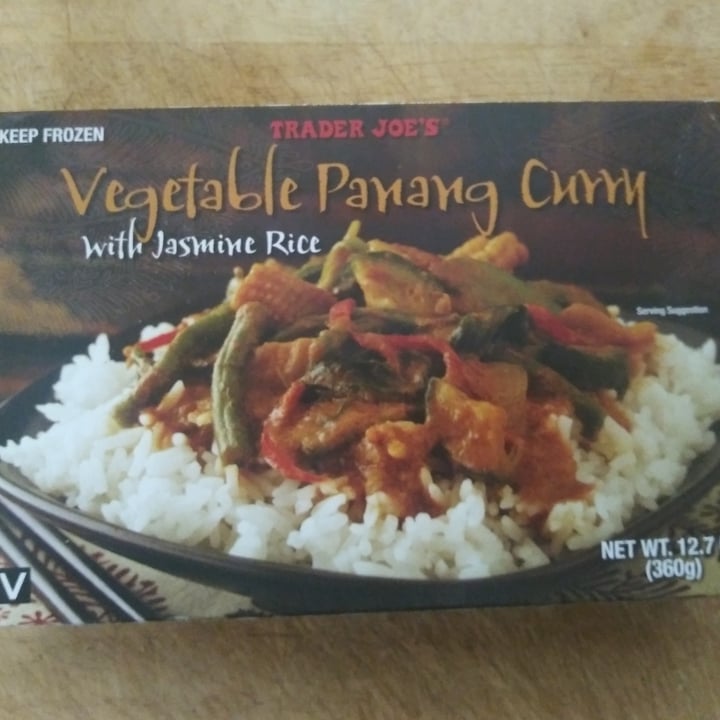 KEEP FROZEN
TRADER JOE'S®
Vegetable Panang Curry
with Jasmine Rice
Serving Suggestion
NET WT. 12.7
(360g)
V